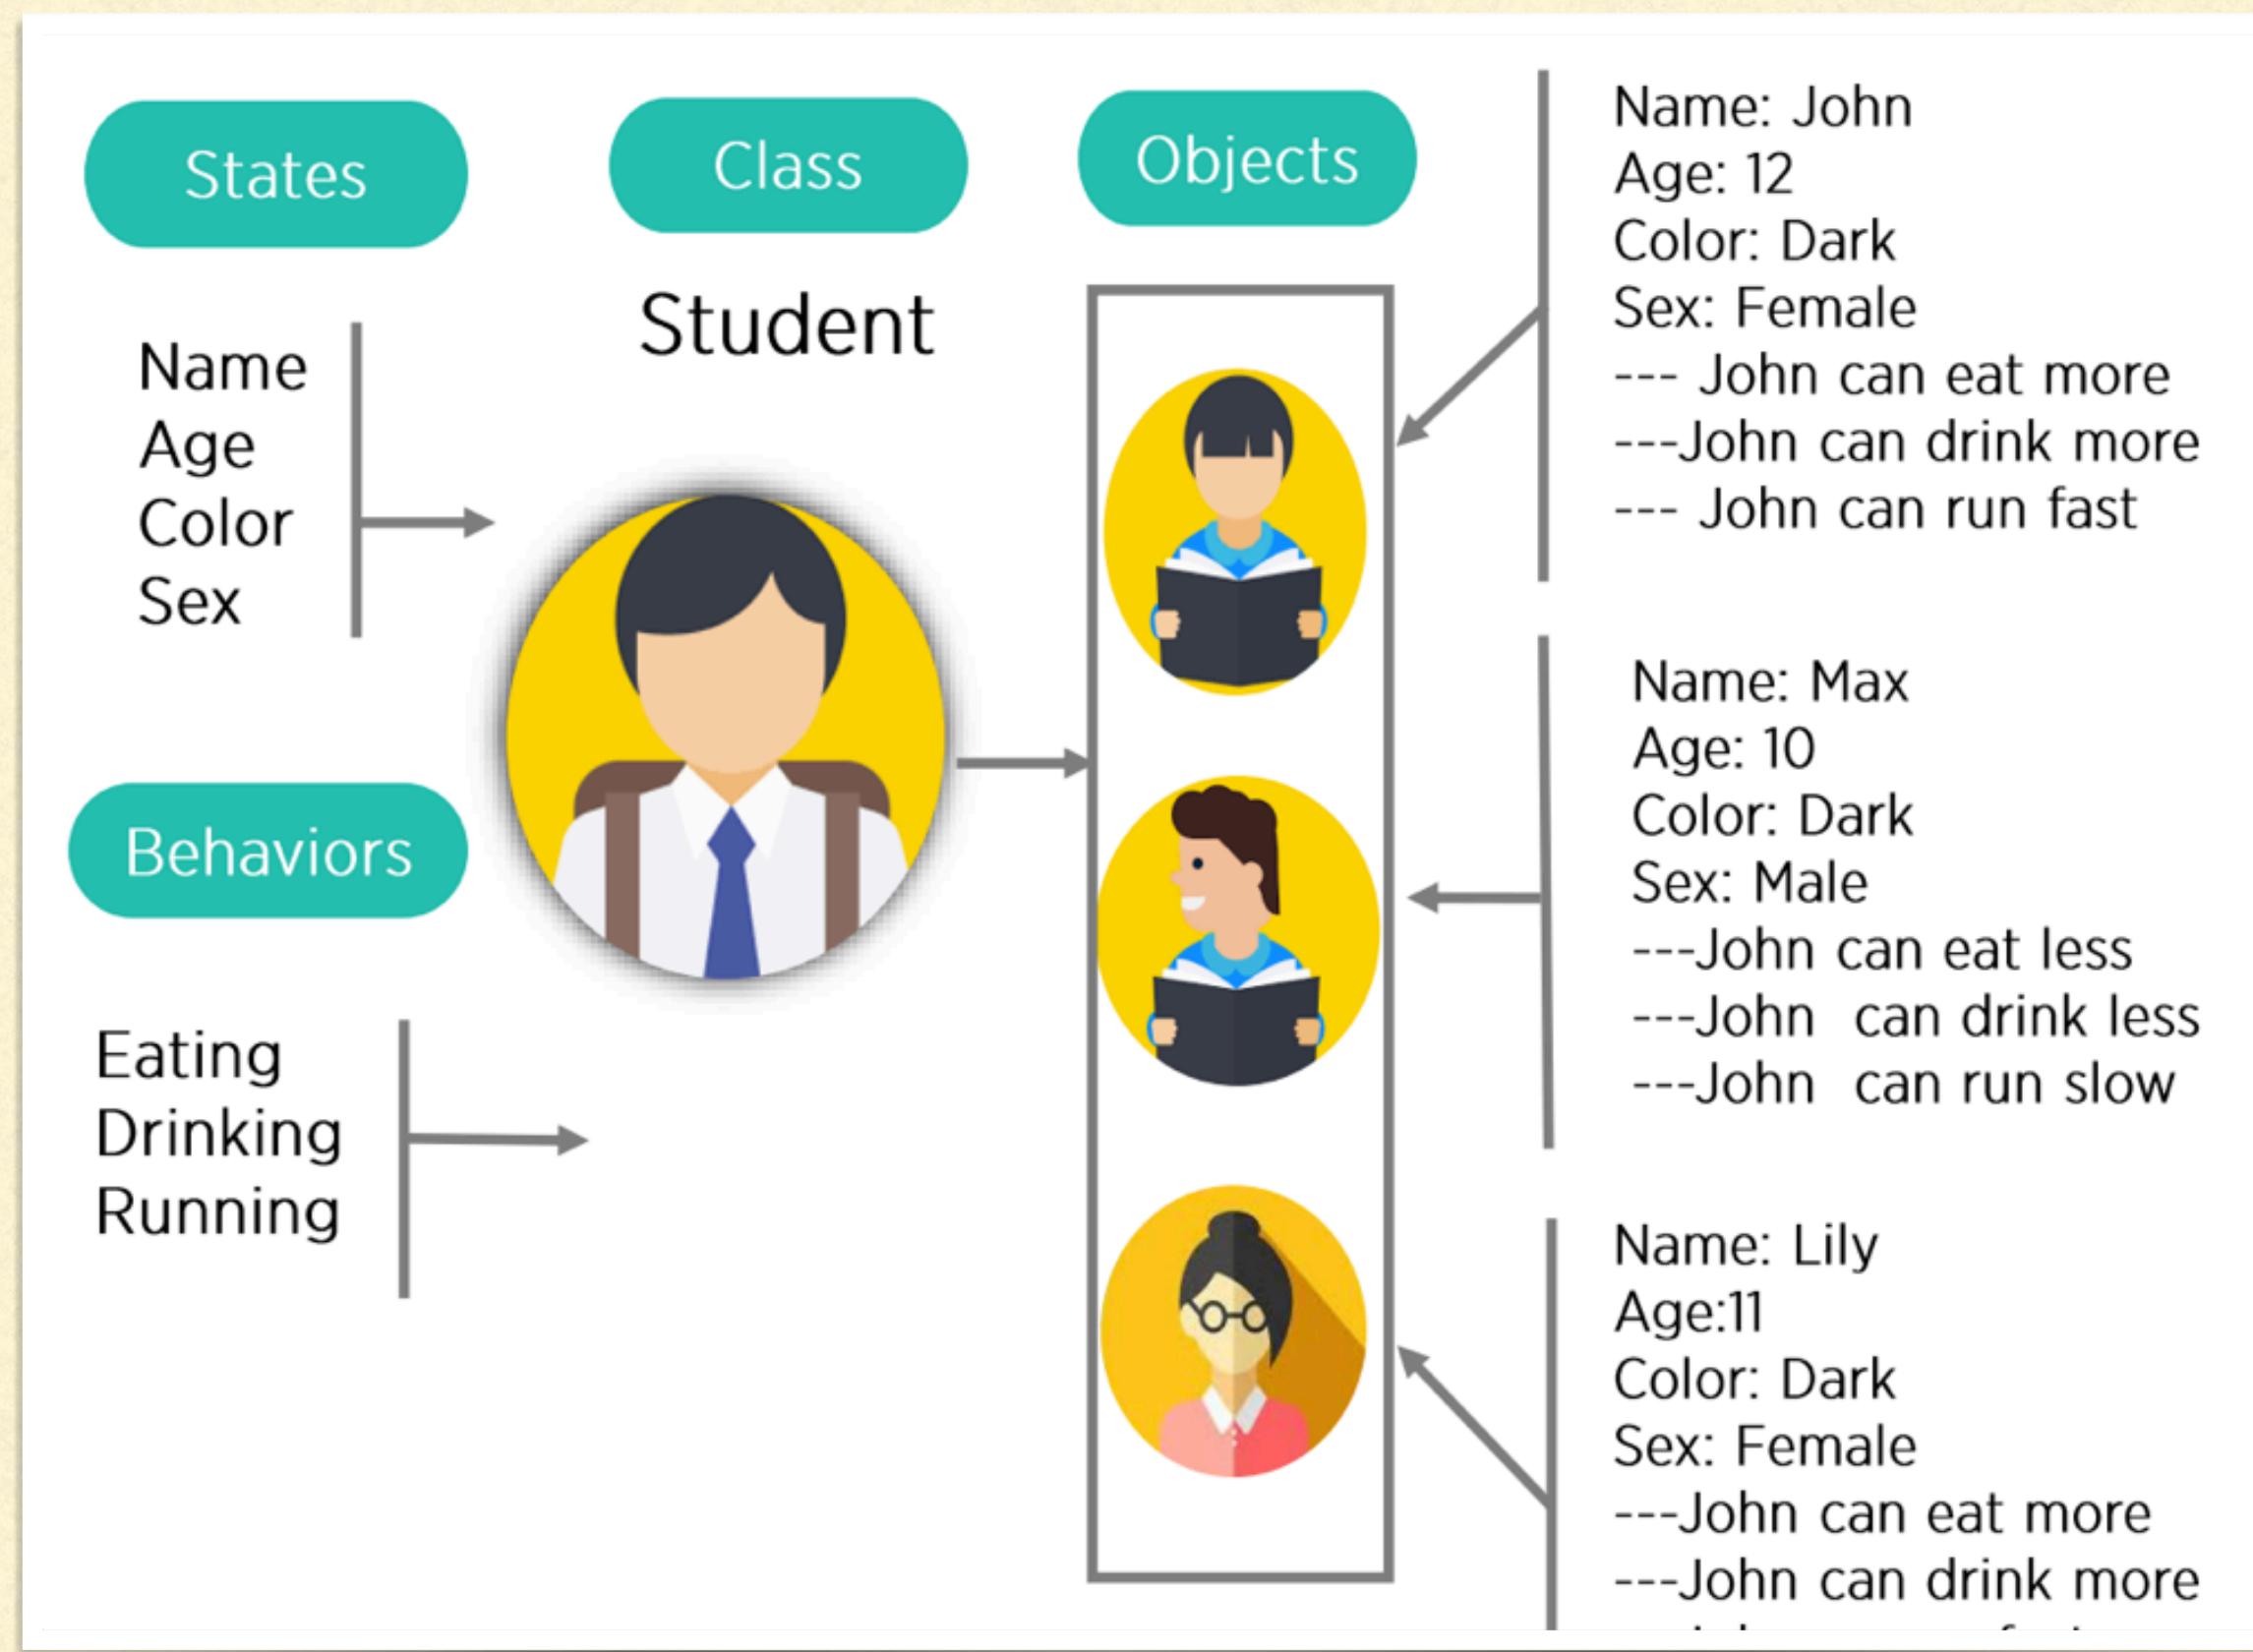 States
Name
Age
Color
Sex
Behaviors
Eating
Drinking
Running
Class
Student
Objects
Name: John
Age: 12
Color: Dark
Sex: Female
--- John can eat more
---John can drink more
--- John can run fast
Name: Max
Age: 10
Color: Dark
Sex: Male
---John can eat less
---John  can drink less
---John  can run slow
Name: Lily
Age:11
Color: Dark
Sex: Female
---John can eat more
---John can drink more